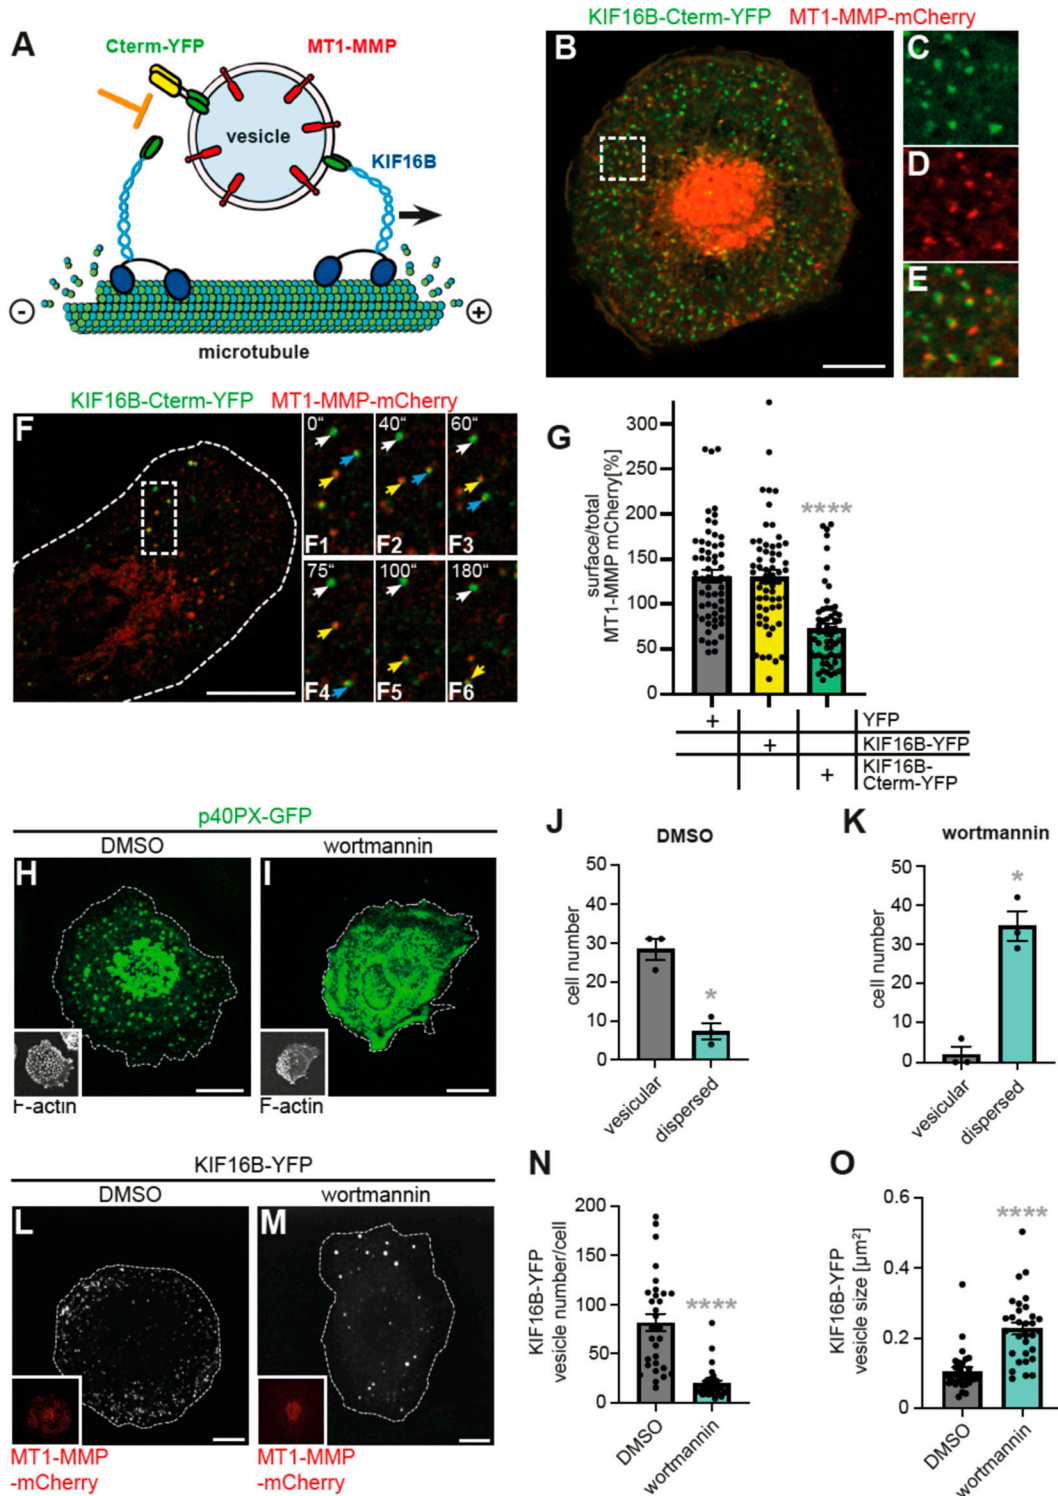 KIF16B-Cterm-YFP MT1-MMP-mCherry
A
Cterm-YFP
MT1-MMP
vesicle
KIF16B
-
+
microtubule
B
C
D
E
KIF16B-Cterm-YFP MT1-MMP-mCherry
F
0“
40“
60“
F1
F2
F3
75“
100“
180“
F4
F5
F6
G
surface/total
MT1-MMP mCherry[%]
300
250
200
150
100
50
0
****
+
YFP
+
KIF16B-YFP
+
KIF16B-
Cterm-YFP
p40PX-GFP
DMSO
wortmannin
H
I
F-actin
F-actin
J
DMSO
cell number
50
40
30
20
10
0
*
vesicular
dispersed
K
wortmannin
cell number
50
40
30
20
10
0
*
vesicular
dispersed
KIF16B-YFP
DMSO
wortmannin
L
M
MT1-MMP
-mCherry
MT1-MMP
-mCherry
N
KIF16B-YFP
vesicle number/cell
200
150
100
50
0
****
DMSO
wortmannin
O
KIF16B-YFP
vesicle size [µm²]
0.6
0.4
0.2
0
****
DMSO
wortmannin